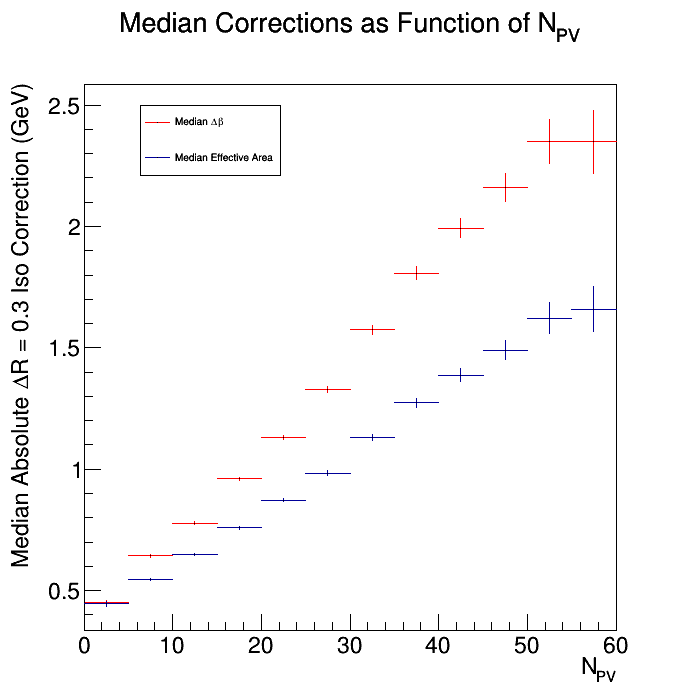 Median Corrections as Function of N_PV
Median Absolute ΔR = 0.3 Iso Correction (GeV)
2.5
2
1.5
1
0.5
Median Δβ
Median Effective Area
0 10 20 30 40 50 60
N_PV